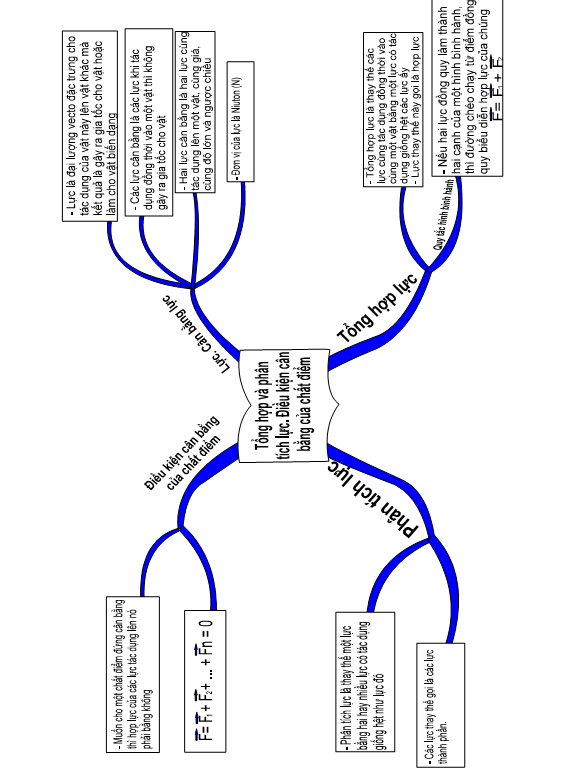 Tổng hợp và phân
tích lực. Điều kiện cân
bằng của chất điểm
Lực. Cân bằng lực
- Lực là đại lượng vecto đặc trưng cho
tác dụng của vật này lên vật khác mà
kết quả là gây ra gia tốc cho vật hoặc
làm cho vật biến dạng
- Các lực cân bằng là các lực khi tác
dụng đồng thời vào một vật thì không
gây ra gia tốc cho vật
- Hai lực cân bằng là hai lực cùng
tác dụng lên một vật, cùng giá,
cùng độ lớn và ngược chiều
- Đơn vị của lực là Niutơn (N)
Tổng hợp lực
- Tổng hợp lực là thay thế các
lực cùng tác dụng đồng thời vào
cùng một vật bằng một lực có tác
dụng giống hệt các lực ấy
- Lực thay thế này gọi là hợp lực
Quy tắc hình bình hành
- Nếu hai lực đồng quy làm thành
hai cạnh của một hình bình hành,
thì đường chéo chạy từ điểm đồng
quy biểu diễn hợp lực của chúng
F = F₁ + F₂
Điều kiện cân bằng
của chất điểm
- Muốn cho một chất điểm đứng cân bằng
thì hợp lực của các lực tác dụng lên nó
phải bằng không
F = F₁ + F₂ + ... + Fn = 0
Phân tích lực
- Phân tích lực là thay thế một lực
bằng hai hay nhiều lực có tác dụng
giống hệt như lực đó
- Các lực thay thế gọi là các lực
thành phần.